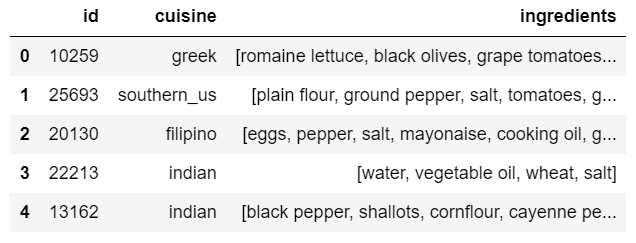 id cuisine ingredients
0 10259 greek [romaine lettuce, black olives, grape tomatoes...
1 25693 southern_us [plain flour, ground pepper, salt, tomatoes, g...
2 20130 filipino [eggs, pepper, salt, mayonaise, cooking oil, g...
3 22213 indian [water, vegetable oil, wheat, salt]
4 13162 indian [black pepper, shallots, cornflour, cayenne pe...